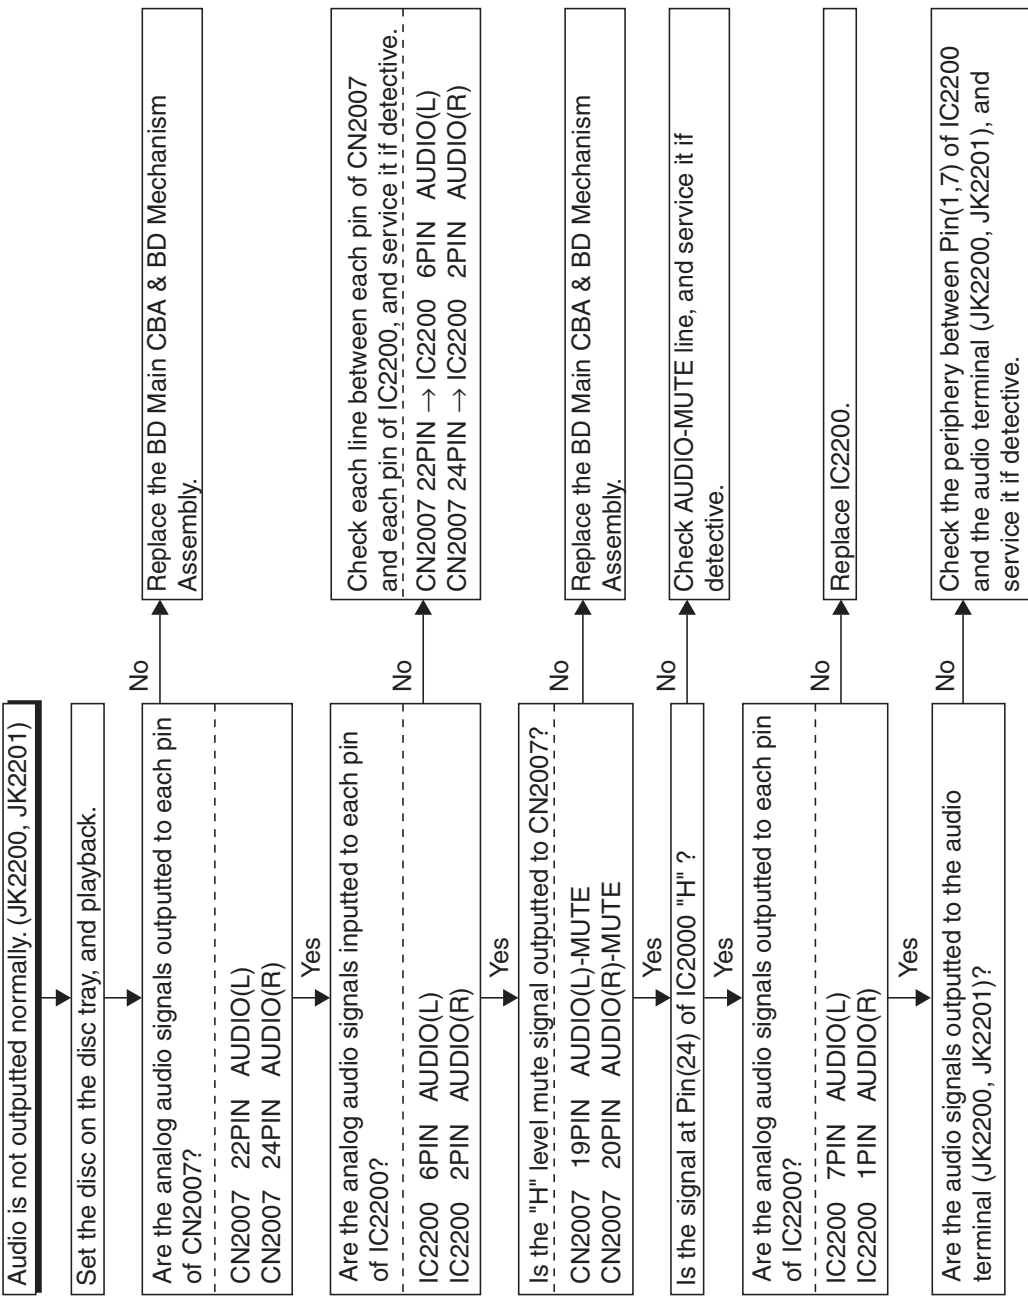 Audio is not outputted normally. (JK2200, JK2201)
Set the disc on the disc tray, and playback.
Are the analog audio signals outputted to each pin
of CN2007?
CN2007 22PIN AUDIO(L)
CN2007 24PIN AUDIO(R)
No
Replace the BD Main CBA & BD Mechanism
Assembly.
Yes
Are the analog audio signals inputted to each pin
of IC2200?
IC2200 6PIN AUDIO(L)
IC2200 2PIN AUDIO(R)
No
Check each line between each pin of CN2007
and each pin of IC2200, and service it if detective.
CN2007 22PIN → IC2200 6PIN AUDIO(L)
CN2007 24PIN → IC2200 2PIN AUDIO(R)
Yes
Is the "H" level mute signal outputted to CN2007?
CN2007 19PIN AUDIO(L)-MUTE
CN2007 20PIN AUDIO(R)-MUTE
No
Replace the BD Main CBA & BD Mechanism
Assembly.
Yes
Is the signal at Pin(24) of IC2000 "H" ?
No
Check AUDIO-MUTE line, and service it if
detective.
Yes
Are the analog audio signals outputted to each pin
of IC2200?
IC2200 7PIN AUDIO(L)
IC2200 1PIN AUDIO(R)
No
Replace IC2200.
Yes
Are the audio signals outputted to the audio
terminal (JK2200, JK2201)?
No
Check the periphery between Pin(1,7) of IC2200
and the audio terminal (JK2200, JK2201), and
service it if detective.